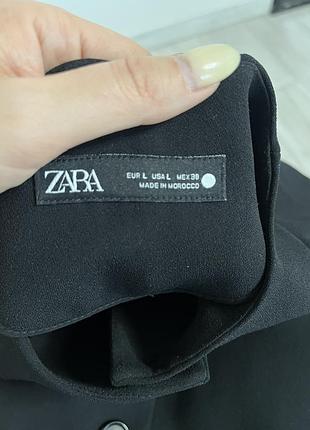 ZARA
EUR L USA L MEX 30
MADE IN MOROCCO